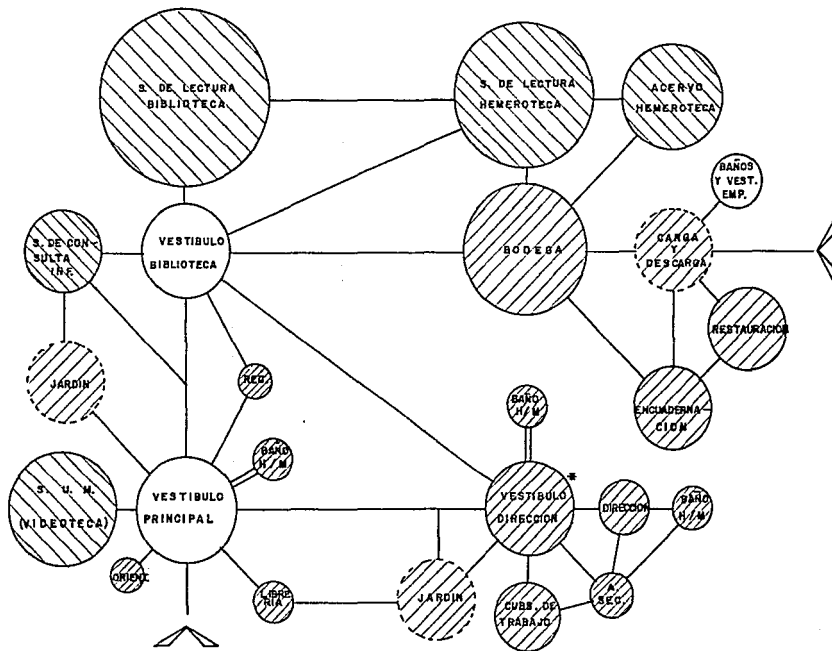 S. DE LECTURA
BIBLIOTECA
S. DE LECTURA
HEMEROTECA
ACERVO
HEMEROTECA
BAÑOS
Y VEST.
EMP.
S. DE CON-
SULTA
INF.
VESTIBULO
BIBLIOTECA
BODEGA
CARGA
Y
DESCARGA
RESTAURACION
JARDIN
REG.
BAÑO
H/M
ENCUADERNA-
CION
BAÑO
H/M
S. U. M.
(VIDEOTECA)
VESTIBULO
PRINCIPAL
VESTIBULO
DIRECCION
*
DIRECCION
BAÑO
H/M
ORIENT.
LIBRE
RIA
JARDIN
CUBS. DE
TRABAJO
A.
SEC.